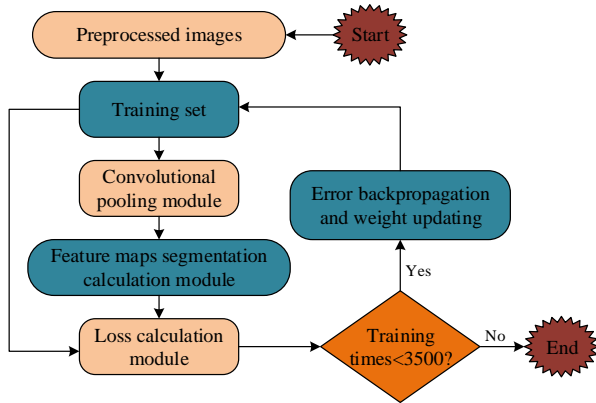 Preprocessed images
Start
Training set
Convolutional
pooling module
Error backpropagation
and weight updating
Feature maps segmentation
calculation module
Yes
Loss calculation
module
Training
times<3500?
No
End